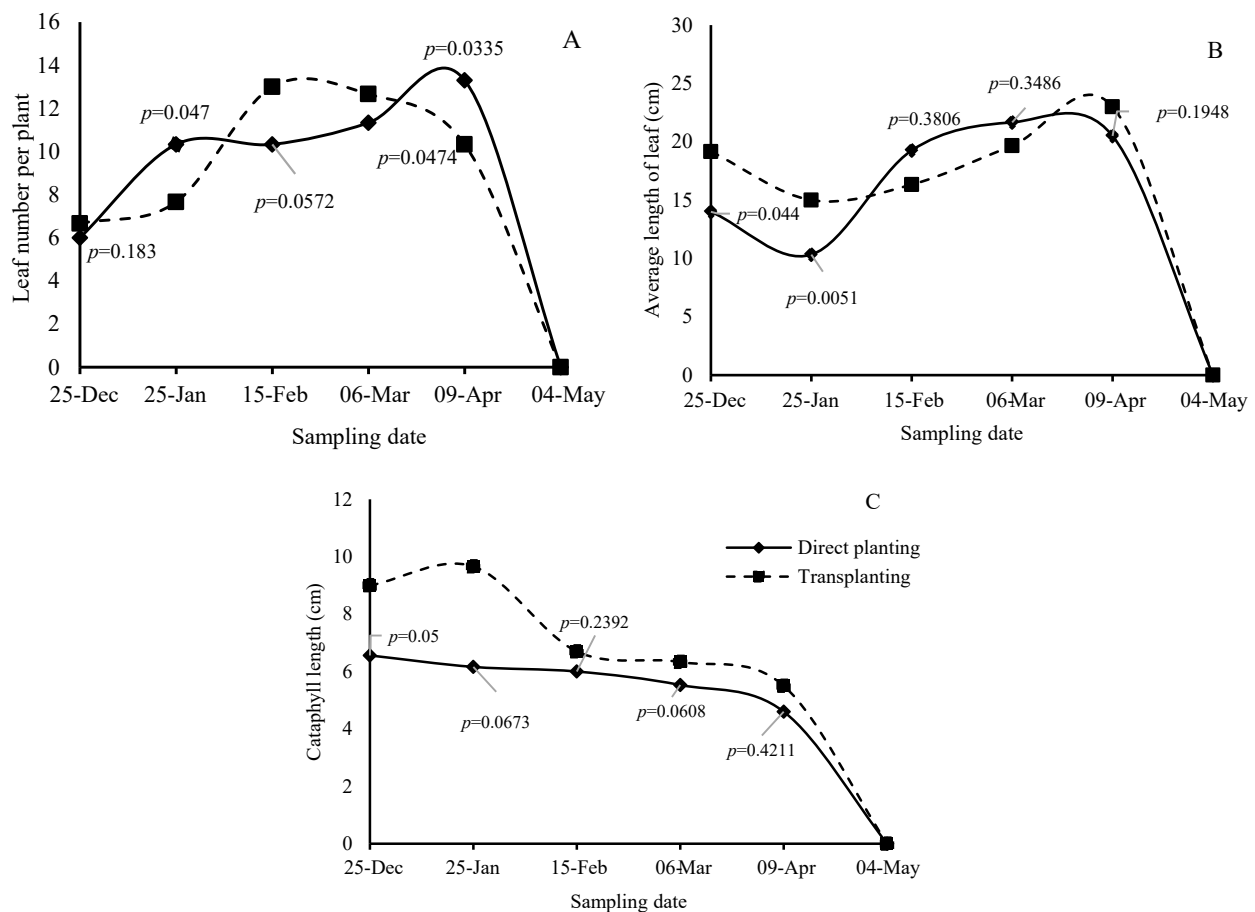 A
Leaf number per plant
16
14
12
10
8
6
4
2
0
p=0.0335
p=0.047
p=0.0474
p=0.0572
p=0.183
25-Dec 25-Jan 15-Feb 06-Mar 09-Apr 04-May
Sampling date
B
Average length of leaf (cm)
30
25
20
15
10
5
0
p=0.3486
p=0.3806
p=0.1948
p=0.044
p=0.0051
25-Dec 25-Jan 15-Feb 06-Mar 09-Apr 04-May
Sampling date
C
Cataphyll length (cm)
12
10
8
6
4
2
0
Direct planting
Transplanting
p=0.2392
p=0.05
p=0.0673
p=0.0608
p=0.4211
25-Dec 25-Jan 15-Feb 06-Mar 09-Apr 04-May
Sampling date